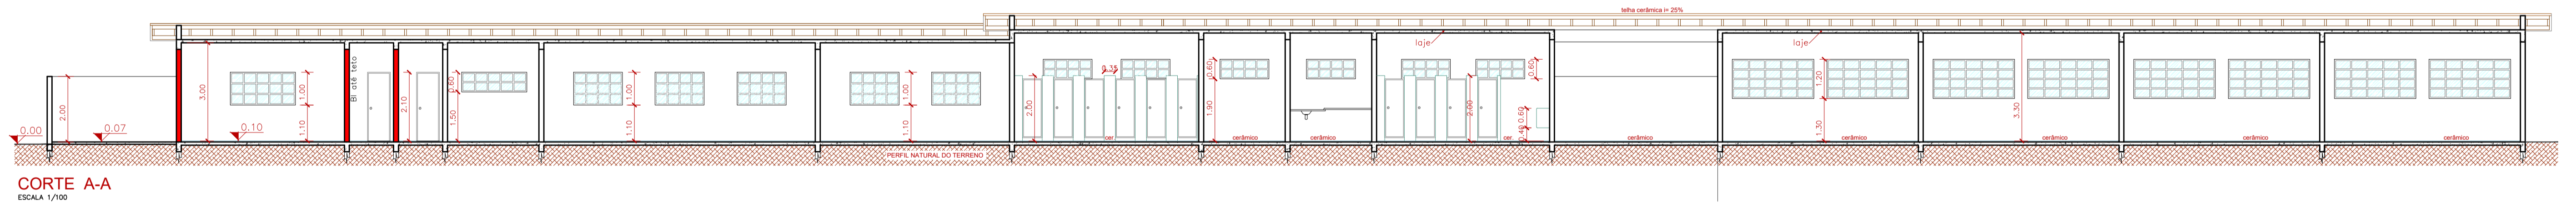 telha cerâmica i= 25%
laje
laje
Bl até teto
0.35
3.00
1.00
2.10
0.60
1.00
1.00
0.60
0.60
1.20
2.00
2.00
1.90
2.00
3.30
1.10
1.50
1.10
1.10
0.60
0.40
1.30
0.00
0.07
0.10
cer.
cerâmico
cerâmico
cer.
cerâmico
cerâmico
cerâmico
cerâmico
cerâmico
PERFIL NATURAL DO TERRENO
CORTE A-A
ESCALA 1/100